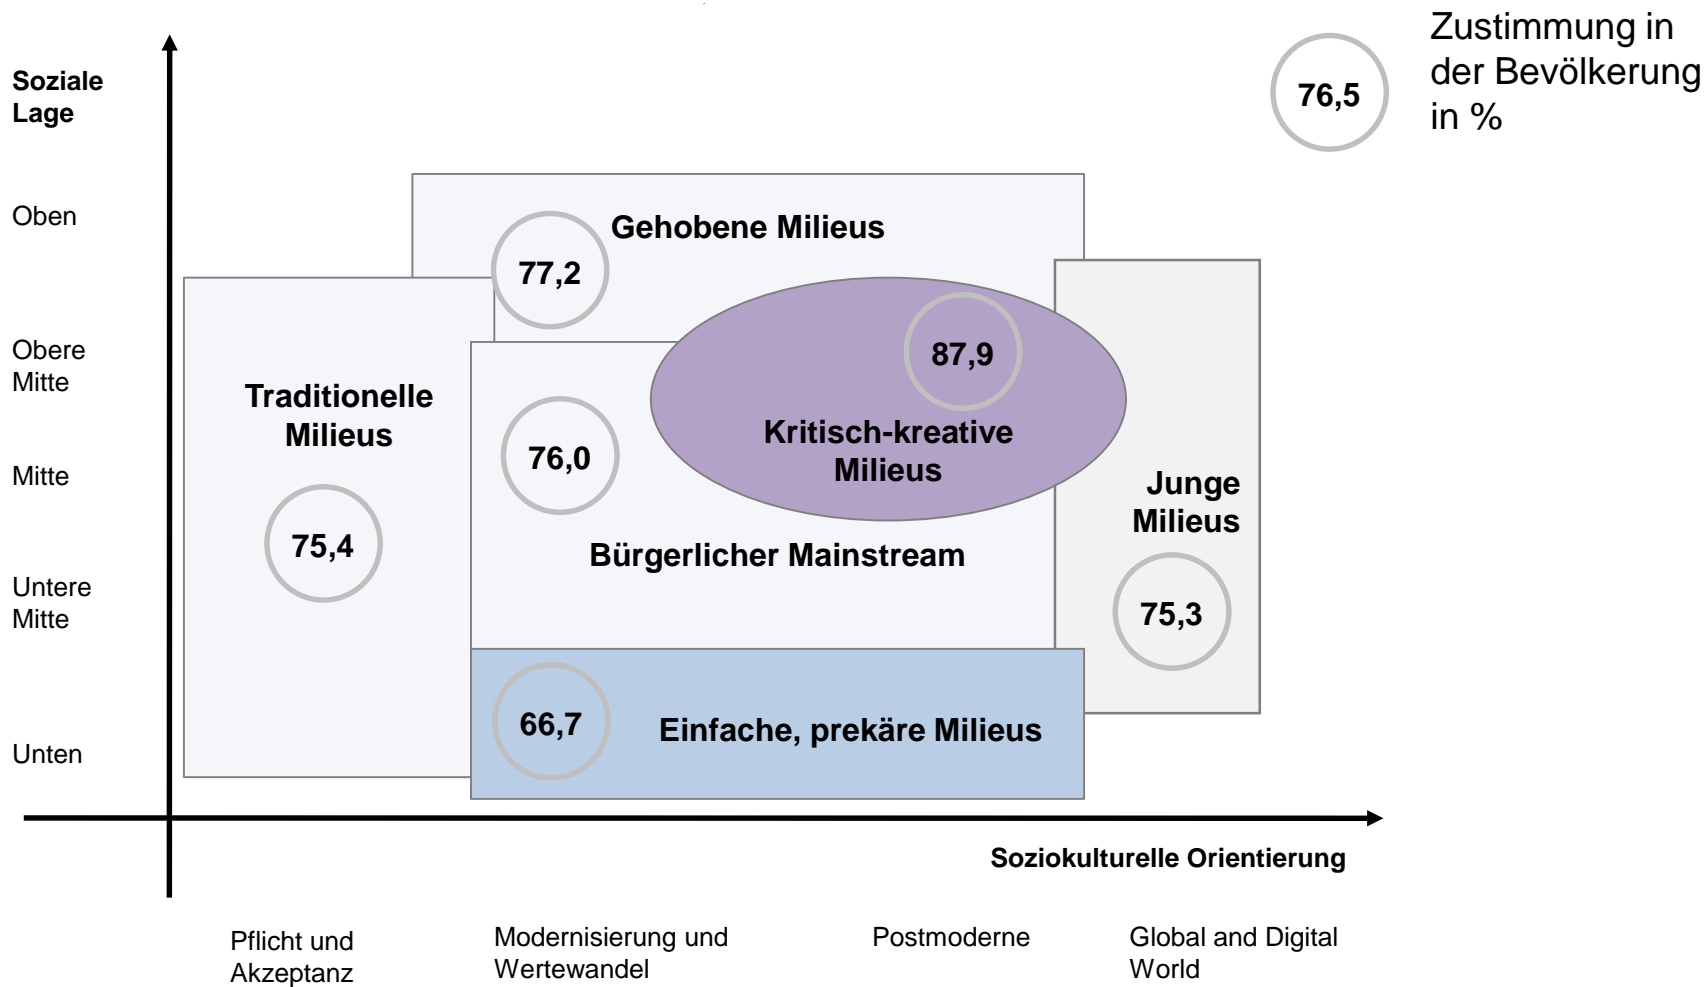 Zustimmung in
der Bevölkerung
in %
76,5
Soziale
Lage
Oben
Obere
Mitte
Mitte
Untere
Mitte
Unten
Gehobene Milieus
77,2
87,9
Kritisch-kreative
Milieus
Traditionelle
Milieus
75,4
76,0
Bürgerlicher Mainstream
Junge
Milieus
75,3
66,7
Einfache, prekäre Milieus
Soziokulturelle Orientierung
Pflicht und
Akzeptanz
Modernisierung und
Wertewandel
Postmoderne
Global and Digital
World